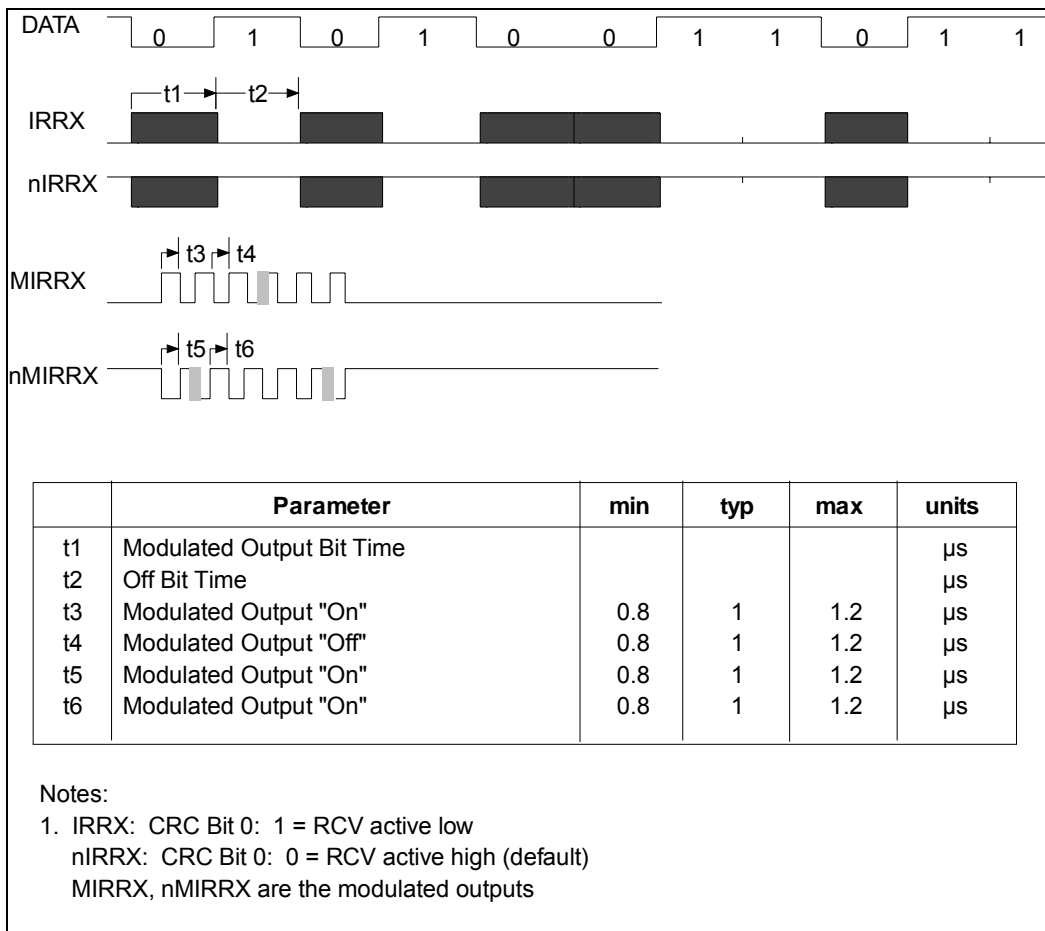 DATA 0 1 0 1 0 0 1 1 0 1 1
t1 t2
IRRX
nIRRX
t3 t4
MIRRX
t5 t6
nMIRRX
Parameter min typ max units
t1 Modulated Output Bit Time µs
t2 Off Bit Time µs
t3 Modulated Output "On" 0.8 1 1.2 µs
t4 Modulated Output "Off" 0.8 1 1.2 µs
t5 Modulated Output "On" 0.8 1 1.2 µs
t6 Modulated Output "On" 0.8 1 1.2 µs
Notes:
1. IRRX: CRC Bit 0: 1 = RCV active low
nIRRX: CRC Bit 0: 0 = RCV active high (default)
MIRRX, nMIRRX are the modulated outputs